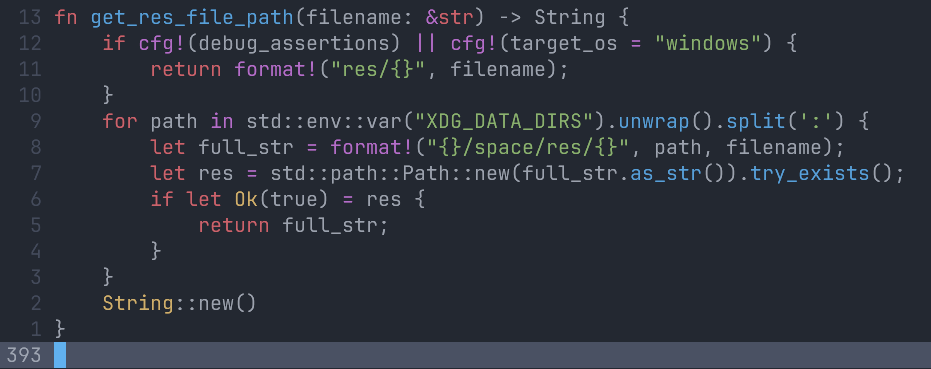 13 fn get_res_file_path(filename: &str) -> String {
12     if cfg!(debug_assertions) || cfg!(target_os = "windows") {
11         return format!("res/{}", filename);
10     }
9     for path in std::env::var("XDG_DATA_DIRS").unwrap().split(':') {
8         let full_str = format!("{}/space/res/{}", path, filename);
7         let res = std::path::Path::new(full_str.as_str()).try_exists();
6         if let Ok(true) = res {
5             return full_str;
4         }
3     }
2     String::new()
1 }
393